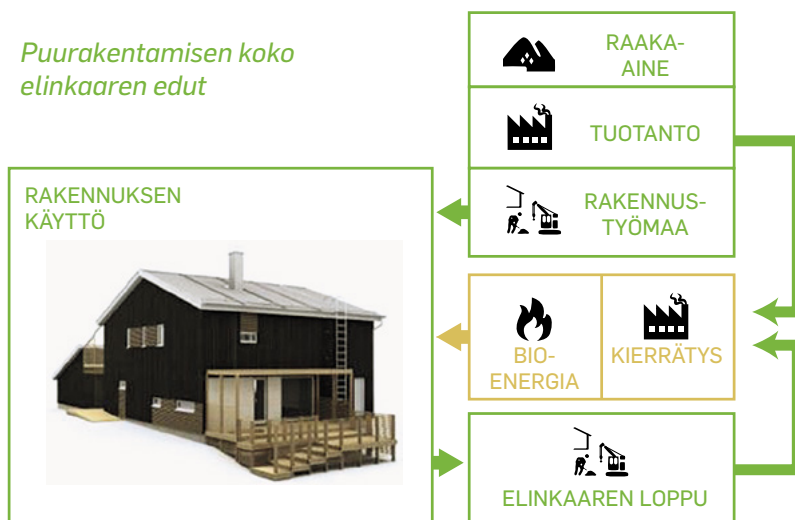 Puurakentamisen koko
elinkaaren edut
RAAKA-
AINE
TUOTANTO
RAKENNUS-
TYÖMAA
RAKENNUKSEN
KÄYTTÖ
BIO-
ENERGIA
KIERRÄTYS
ELINKAAREN LOPPU